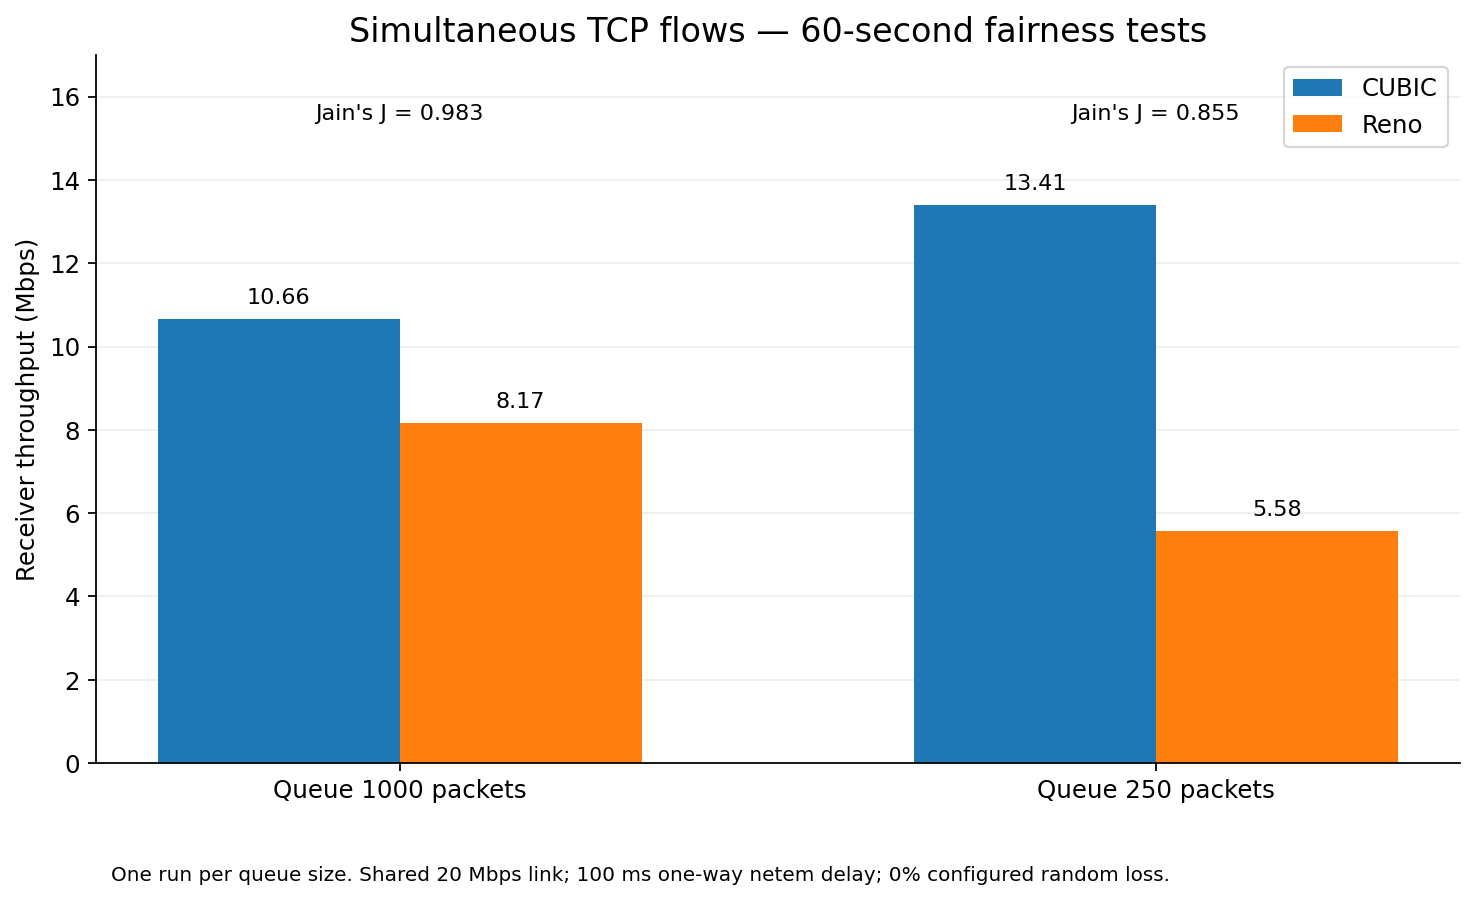 Simultaneous TCP flows — 60-second fairness tests
Receiver throughput (Mbps)
16
14
12
10
8
6
4
2
0
Jain's J = 0.983
Jain's J = 0.855
CUBIC
Reno
10.66
8.17
13.41
5.58
Queue 1000 packets
Queue 250 packets
One run per queue size. Shared 20 Mbps link; 100 ms one-way netem delay; 0% configured random loss.